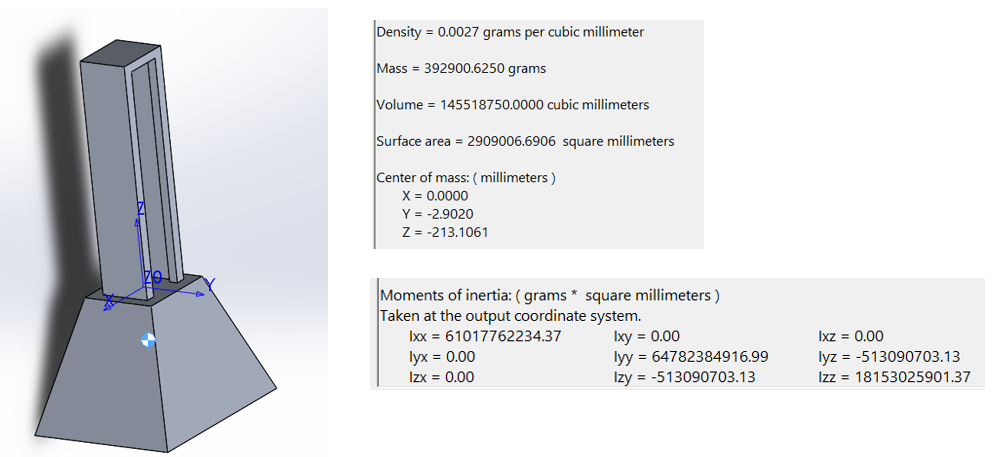 Z
Z0
X
Y
Density = 0.0027 grams per cubic millimeter
Mass = 392900.6250 grams
Volume = 145518750.0000 cubic millimeters
Surface area = 2909006.6906 square millimeters
Center of mass: ( millimeters )
X = 0.0000
Y = -2.9020
Z = -213.1061
Moments of inertia: ( grams * square millimeters )
Taken at the output coordinate system.
Ixx = 61017762234.37 Ixy = 0.00 Ixz = 0.00
Iyx = 0.00 Iyy = 64782384916.99 Iyz = -513090703.13
Izx = 0.00 Izy = -513090703.13 Izz = 18153025901.37